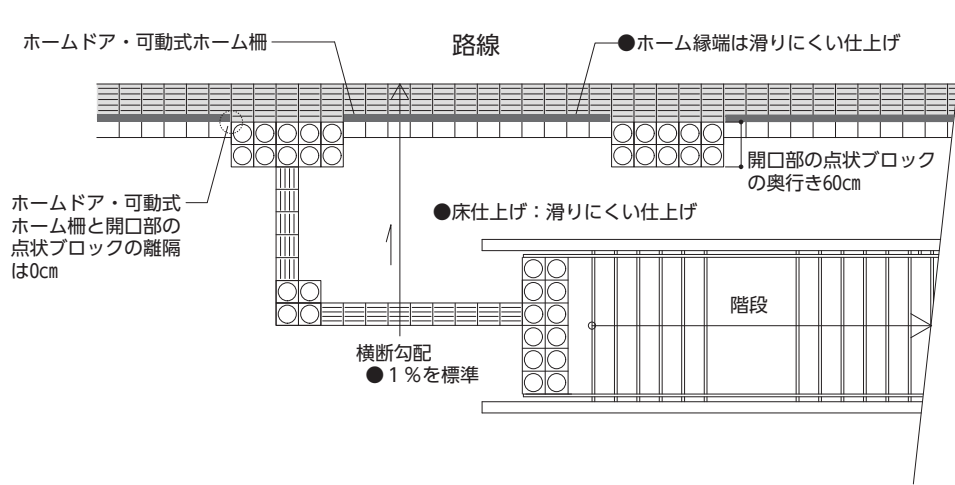 ホームドア・可動式ホーム柵
路線
●ホーム縁端は滑りにくい仕上げ
開口部の点状ブロック
の奥行き60㎝
ホームドア・可動式
ホーム柵と開口部の
点状ブロックの離隔
は0㎝
●床仕上げ：滑りにくい仕上げ
階段
横断勾配
●１％を標準